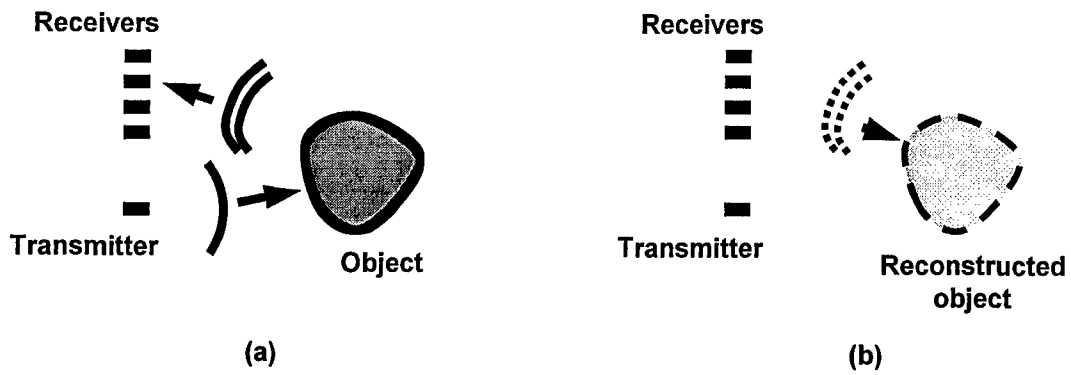 Receivers
Transmitter
Object
(a)
Receivers
Transmitter
Reconstructed
object
(b)